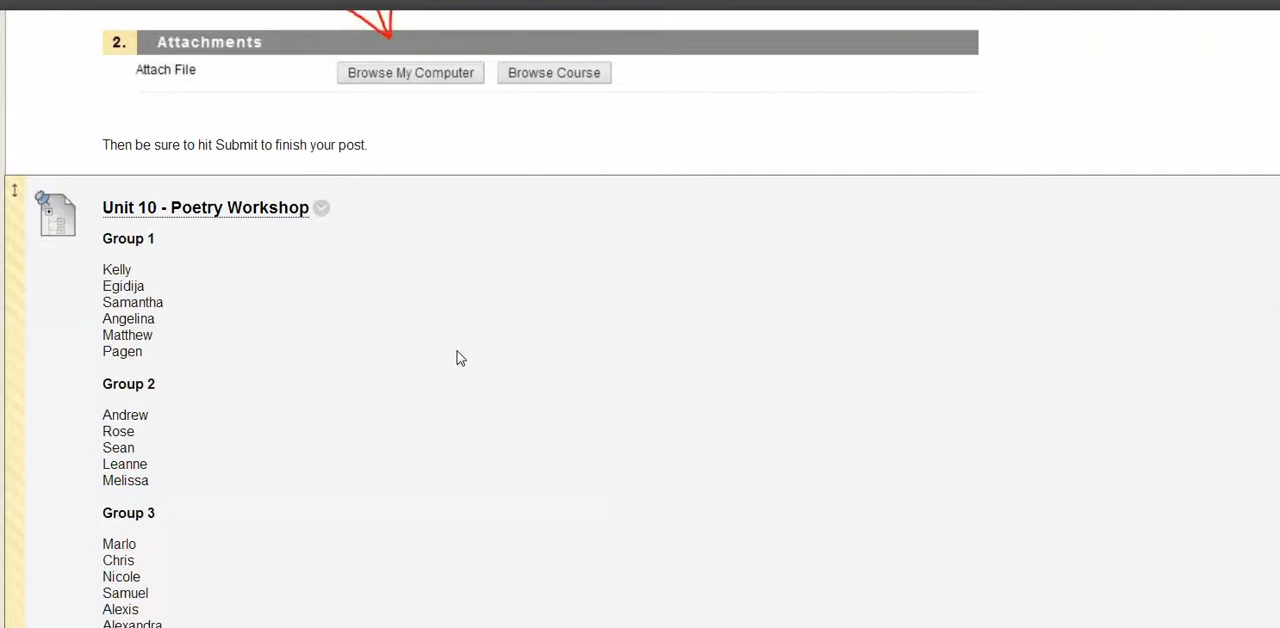 2. Attachments
Attach File Browse My Computer Browse Course
Then be sure to hit Submit to finish your post.
Unit 10 - Poetry Workshop
Group 1
Kelly
Egidija
Samantha
Angelina
Matthew
Pagen
Group 2
Andrew
Rose
Sean
Leanne
Melissa
Group 3
Marlo
Chris
Nicole
Samuel
Alexis
Alexandra